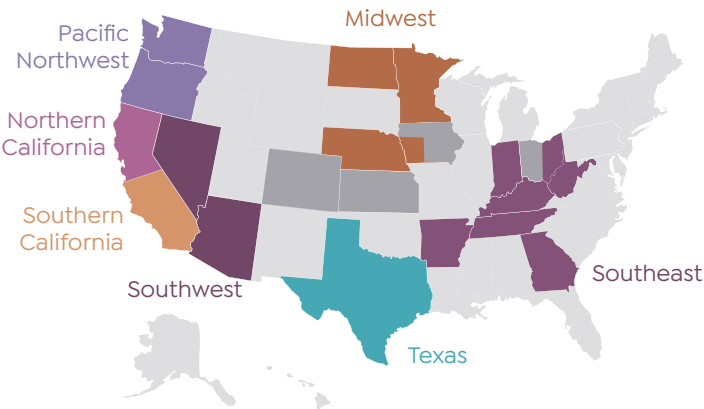 Midwest
Pacific
Northwest
Northern
California
Southern
California
Southwest
Southeast
Texas